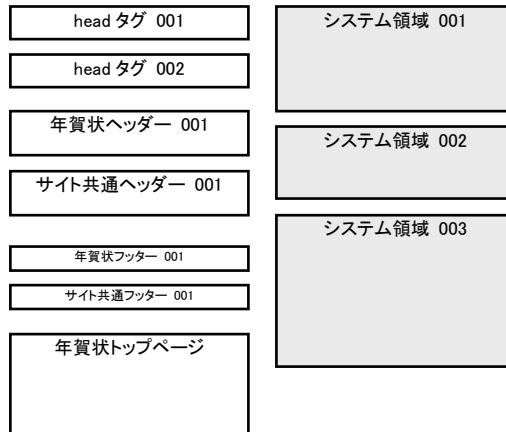 head タグ 001
head タグ 002
年賀状ヘッダー 001
サイト共通ヘッダー 001
年賀状フッター 001
サイト共通フッター 001
年賀状トップページ
システム領域 001
システム領域 002
システム領域 003